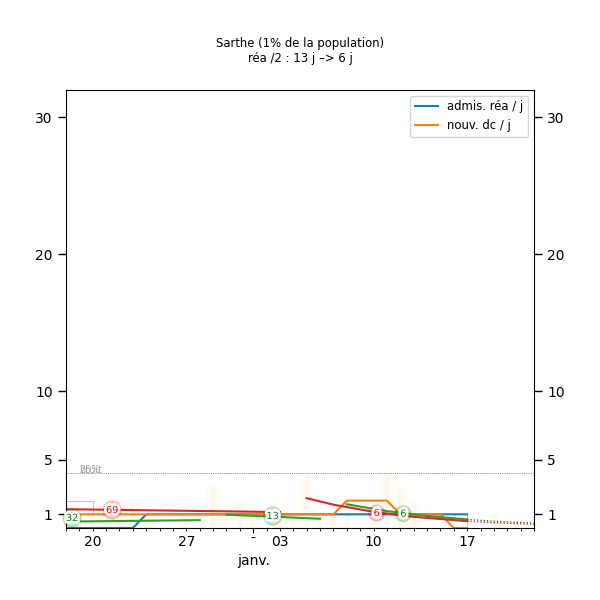 Sarthe (1% de la population)
réa /2 : 13 j –> 6 j
admis. réa / j
nouv. dc / j
30 30
20 20
10 10
5 5
25%
1 1
32 69 13 6 6
20 27 - 03 10 17
janv.